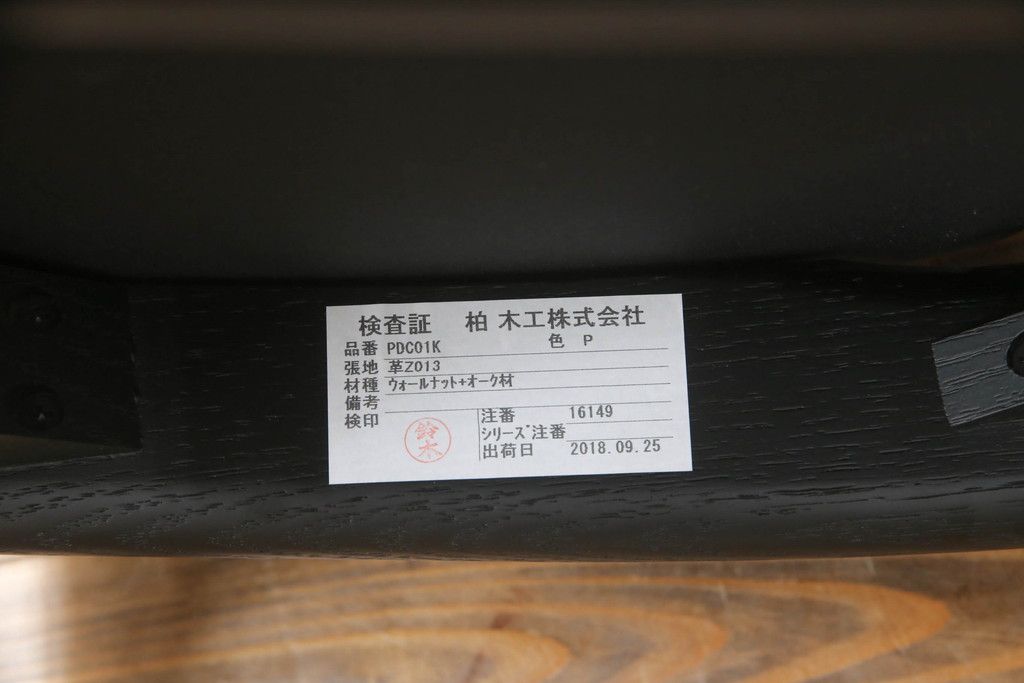 検査証 柏木工株式会社
品番 PDC01K 色 P
張地 革Z013
材種 ウォールナット+オーク材
備考
検印 鈴木 注番 16149
シリーズ注番
出荷日 2018.09.25